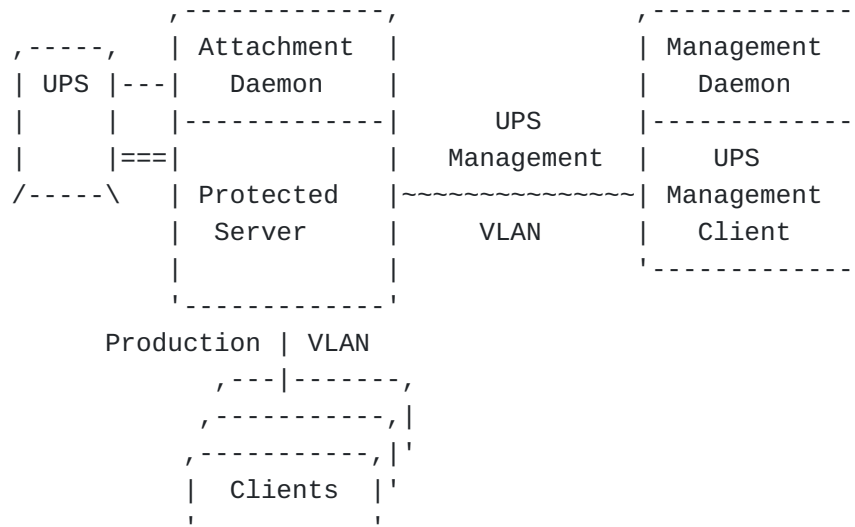 Attachment Management
UPS Daemon Daemon
UPS
Management UPS
Protected Management
Server VLAN Client
Production VLAN
Clients